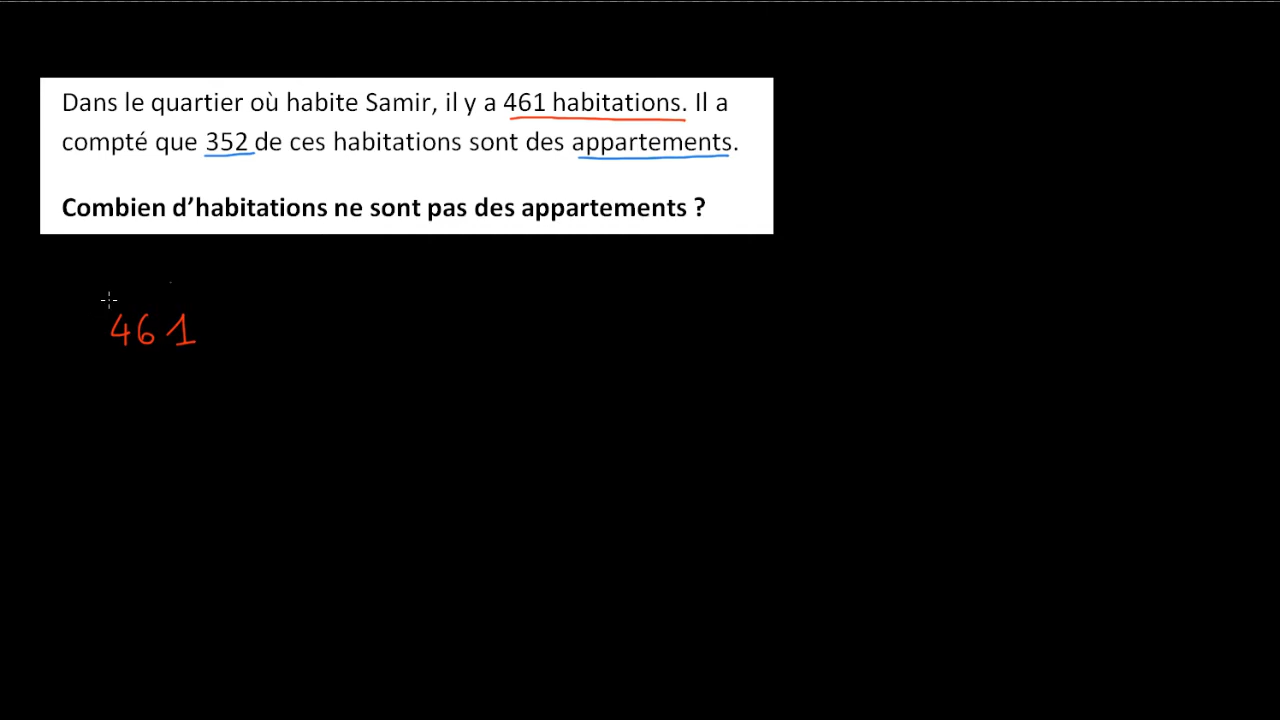 Dans le quartier où habite Samir, il y a 461 habitations. Il a
compté que 352 de ces habitations sont des appartements.
Combien d’habitations ne sont pas des appartements ?
461